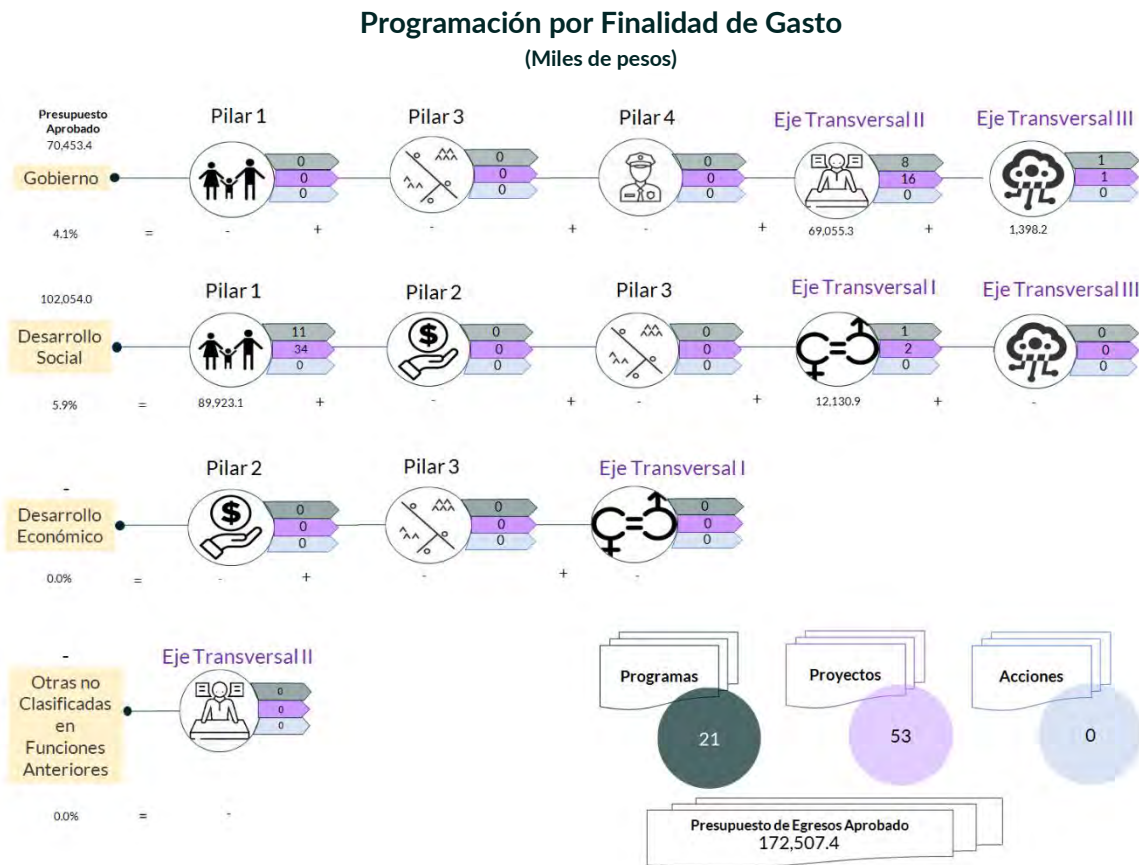 Programación por Finalidad de Gasto
(Miles de pesos)
Presupuesto
Aprobado
70,453.4
Gobierno
4.1%
=
Pilar 1
0
0
0
-
+
Pilar 3
0
0
0
-
+
Pilar 4
0
0
0
-
+
Eje Transversal II
8
16
0
69,055.3
+
Eje Transversal III
1
1
0
1,398.2
102,054.0
Desarrollo
Social
5.9%
=
Pilar 1
11
34
0
89,923.1
+
Pilar 2
$
0
0
0
-
+
Pilar 3
0
0
0
-
+
Eje Transversal I
1
2
0
12,130.9
+
Eje Transversal III
0
0
0
-
-
Desarrollo
Económico
0.0%
=
Pilar 2
$
0
0
0
-
+
Pilar 3
0
0
0
-
+
Eje Transversal I
0
0
0
-
-
Otras no
Clasificadas
en
Funciones
Anteriores
0.0%
=
Eje Transversal II
0
0
0
-
Programas
21
Proyectos
53
Acciones
0
Presupuesto de Egresos Aprobado
172,507.4